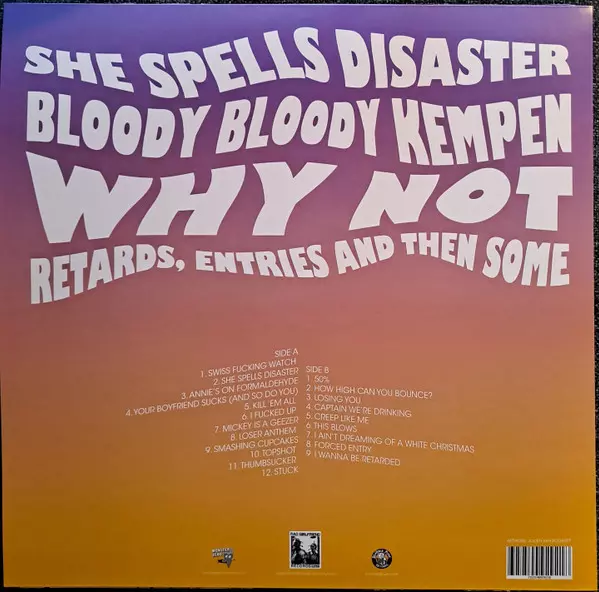 SHE SPELLS DISASTER
BLOODY BLOODY KEMPEN
WHY NOT
RETARDS, ENTRIES AND THEN SOME
SIDE A
1. SWISS FUCKING WATCH
2. SHE SPELLS DISASTER
3. ANNIE'S ON FORMALDEHYDE
4. YOUR BOYFRIEND SUCKS (AND SO DO YOU)
5. KILL 'EM ALL
6. I FUCKED UP
7. MICKEY IS A GEEZER
8. LOSER ANTHEM
9. SMASHING CUPCAKES
10. TOPSHOT
11. THUMBSUCKER
12. STUCK
SIDE B
1. 50%
2. HOW HIGH CAN YOU BOUNCE?
3. LOSING YOU
4. CAPTAIN WE'RE DRINKING
5. CREEP LIKE ME
6. THIS BLOWS
7. I AIN'T DREAMING OF A WHITE CHRISTMAS
8. FORCED ENTRY
9. I WANNA BE RETARDED